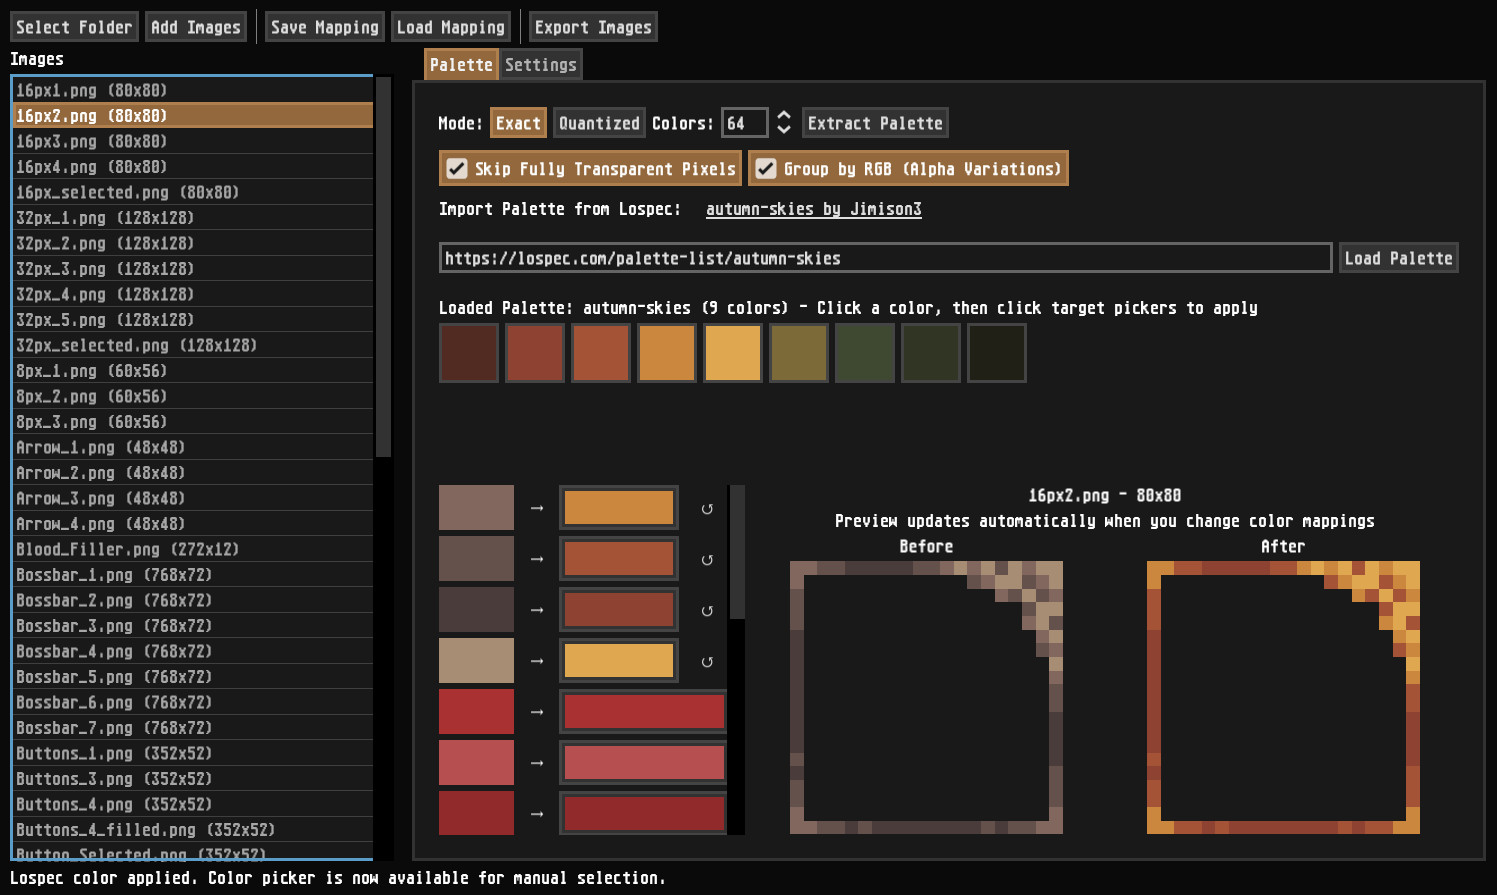 Select Folder Add Images Save Mapping Load Mapping Export Images
Images
16px1.png (80x80)
16px2.png (80x80)
16px3.png (80x80)
16px4.png (80x80)
16px_selected.png (80x80)
32px_1.png (128x128)
32px_2.png (128x128)
32px_3.png (128x128)
32px_4.png (128x128)
32px_5.png (128x128)
32px_selected.png (128x128)
8px_1.png (60x56)
8px_2.png (60x56)
8px_3.png (60x56)
Arrow_1.png (48x48)
Arrow_2.png (48x48)
Arrow_3.png (48x48)
Arrow_4.png (48x48)
Blood_Filler.png (272x12)
Bossbar_1.png (768x72)
Bossbar_2.png (768x72)
Bossbar_3.png (768x72)
Bossbar_4.png (768x72)
Bossbar_5.png (768x72)
Bossbar_6.png (768x72)
Bossbar_7.png (768x72)
Buttons_1.png (352x52)
Buttons_3.png (352x52)
Buttons_4.png (352x52)
Buttons_4_filled.png (352x52)
Button_Selected.png (352x52)
Palette Settings
Mode: Exact Quantized Colors: 64 Extract Palette
Skip Fully Transparent Pixels Group by RGB (Alpha Variations)
Import Palette from Lospec: autumn-skies by Jimison3
https://lospec.com/palette-list/autumn-skies Load Palette
Loaded Palette: autumn-skies (9 colors) - Click a color, then click target pickers to apply
16px2.png - 80x80
Preview updates automatically when you change color mappings
Before After
Lospec color applied. Color picker is now available for manual selection.